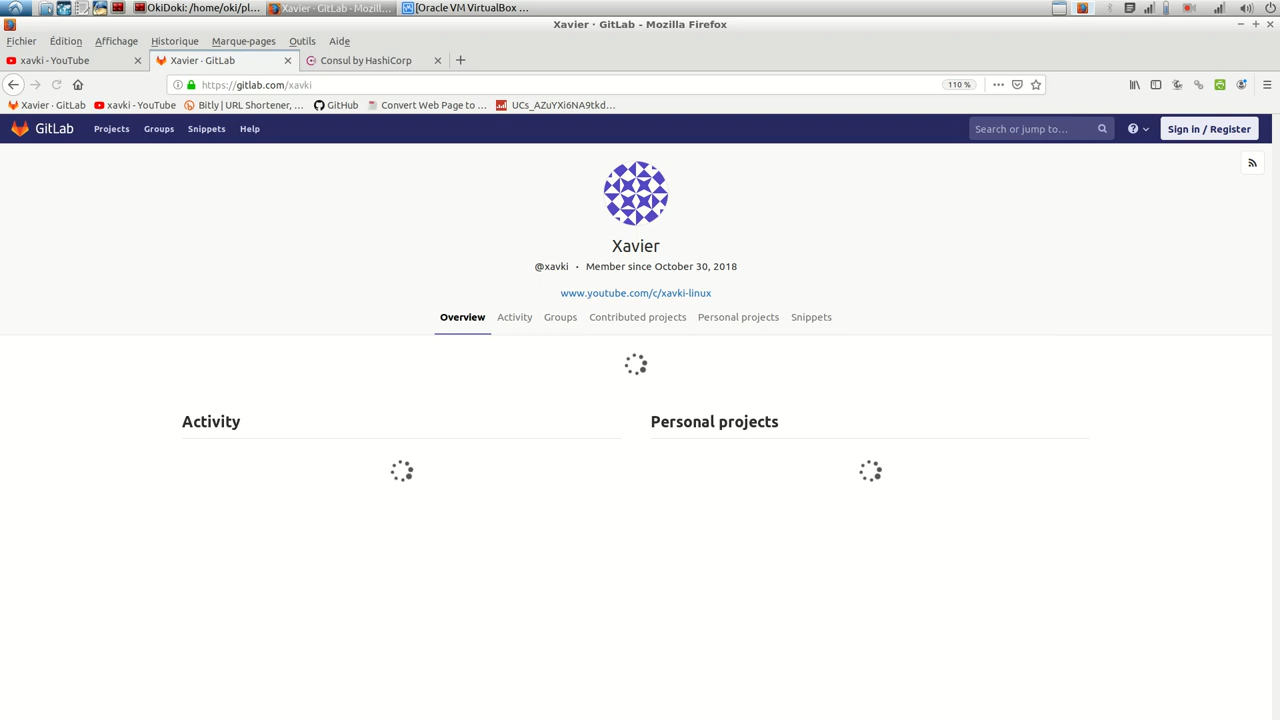 OkiDoki: /home/oki/pl... Xavier · GitLab - Mozill... [Oracle VM VirtualBox ...
Xavier · GitLab - Mozilla Firefox
Fichier Édition Affichage Historique Marque-pages Outils Aide
xavki - YouTube Xavier · GitLab Consul by HashiCorp
https://gitlab.com/xavki 110 %
Xavier · GitLab xavki - YouTube Bitly | URL Shortener, ... GitHub Convert Web Page to ... UCs_AZuYXi6NA9tkd...
GitLab Projects Groups Snippets Help Search or jump to... Sign in / Register
Xavier
@xavki · Member since October 30, 2018
www.youtube.com/c/xavki-linux
Overview Activity Groups Contributed projects Personal projects Snippets
Activity Personal projects